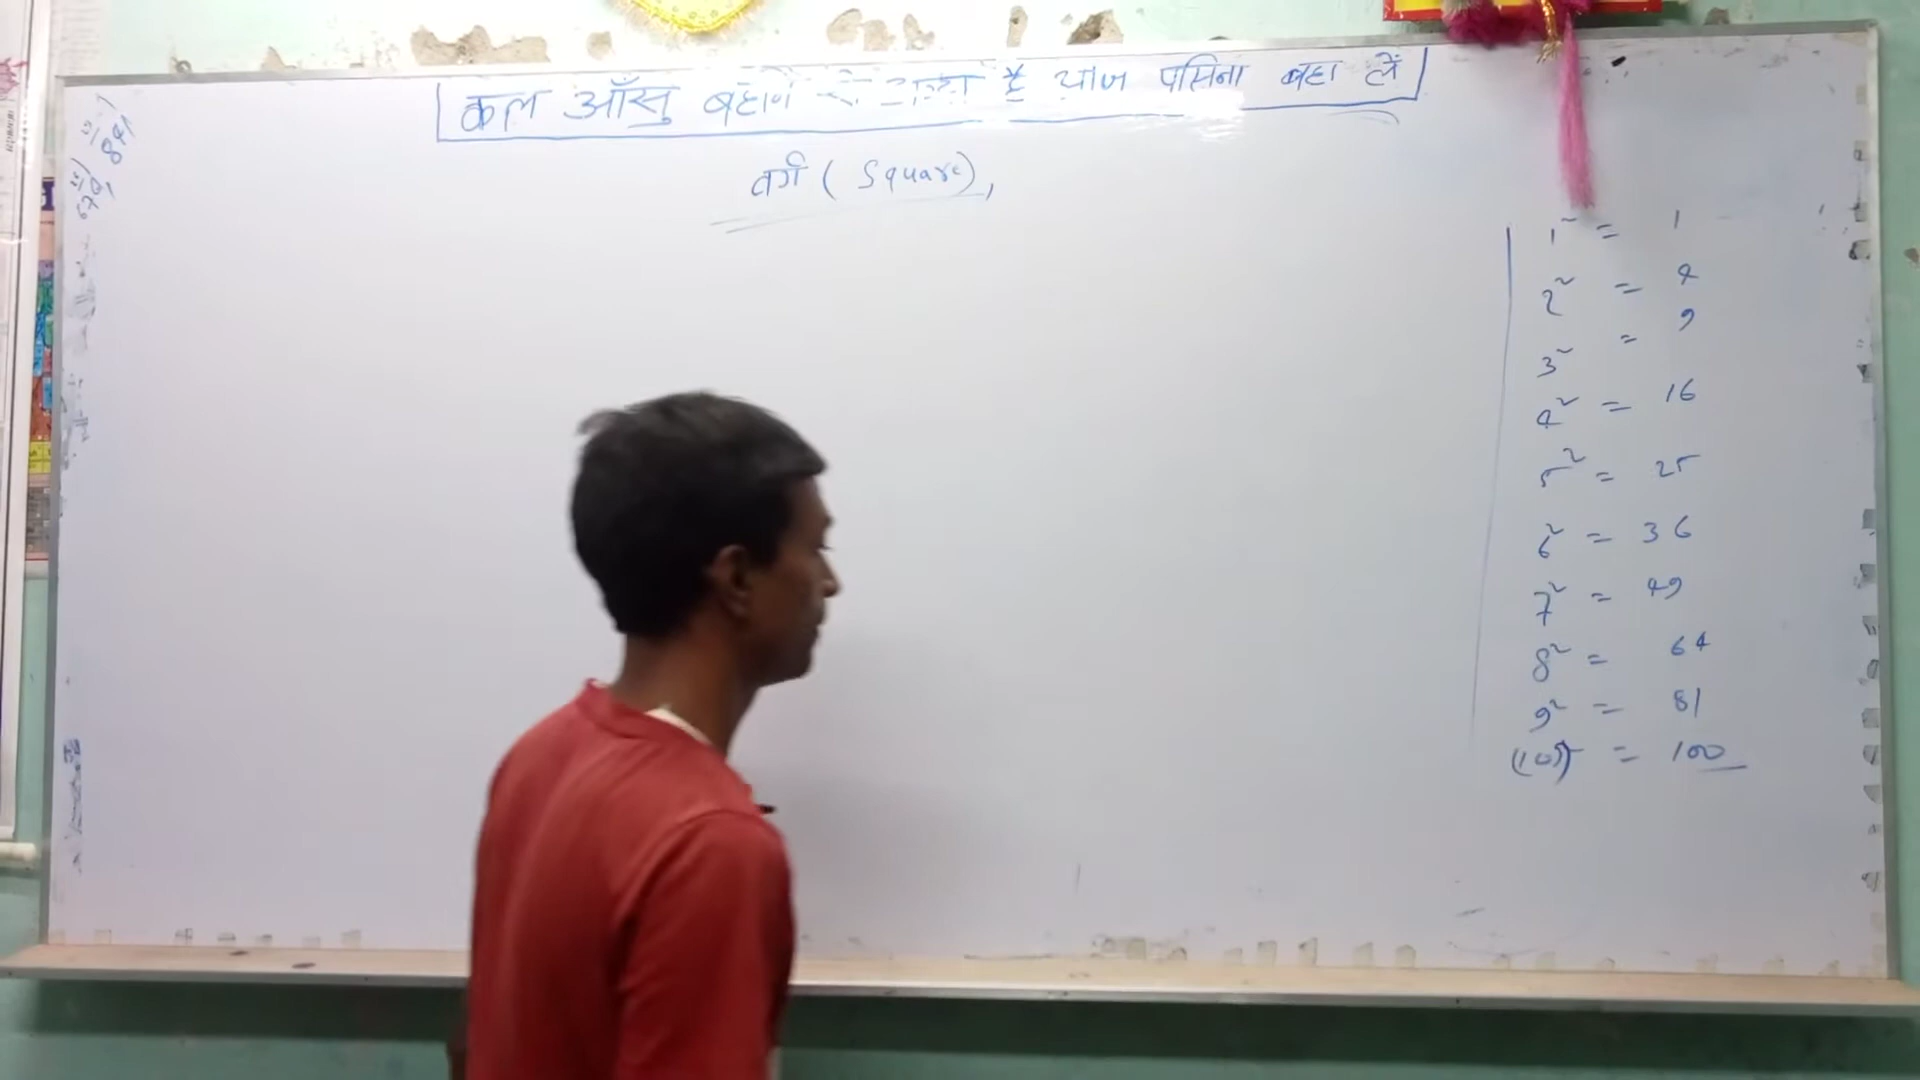 कल आँसू बहाने से अच्छा है आज पसिना बहा लें
वर्ग ( Square ),
1² = 1
2² = 4
3² = 9
4² = 16
5² = 25
6² = 36
7² = 49
8² = 64
9² = 81
(10)² = 100